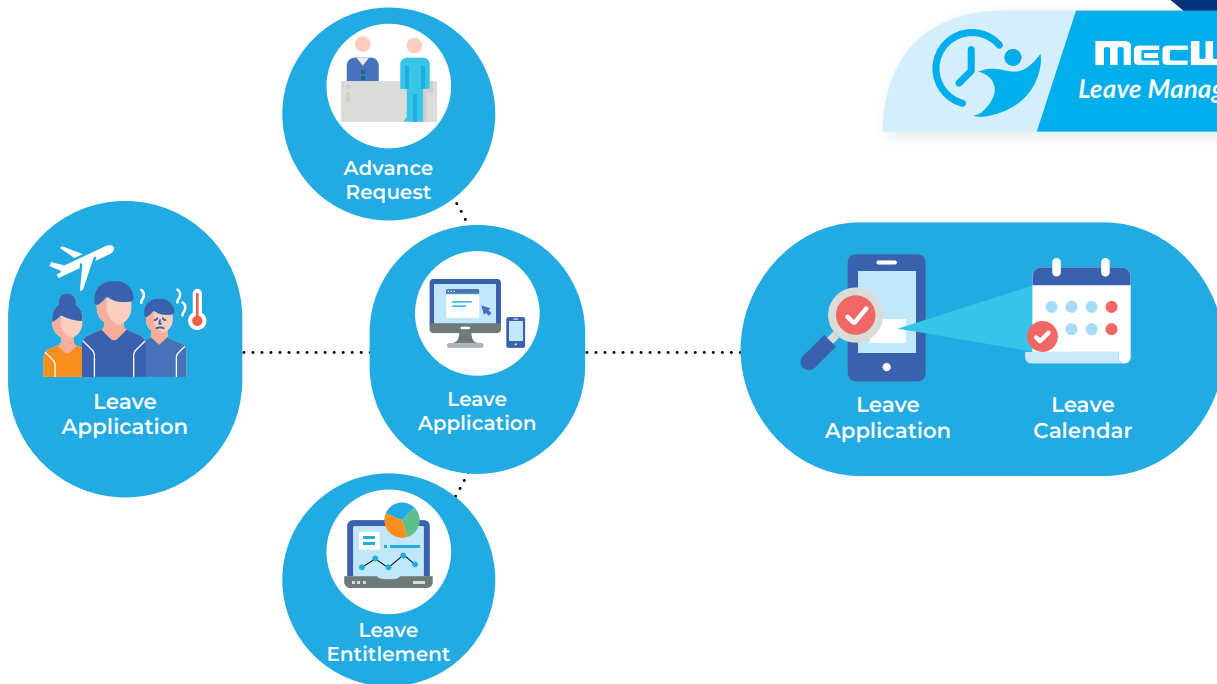 Leave Manag
Advance
Request
Leave
Application
Leave
Application
Leave
Application
Leave
Calendar
Leave
Entitlement